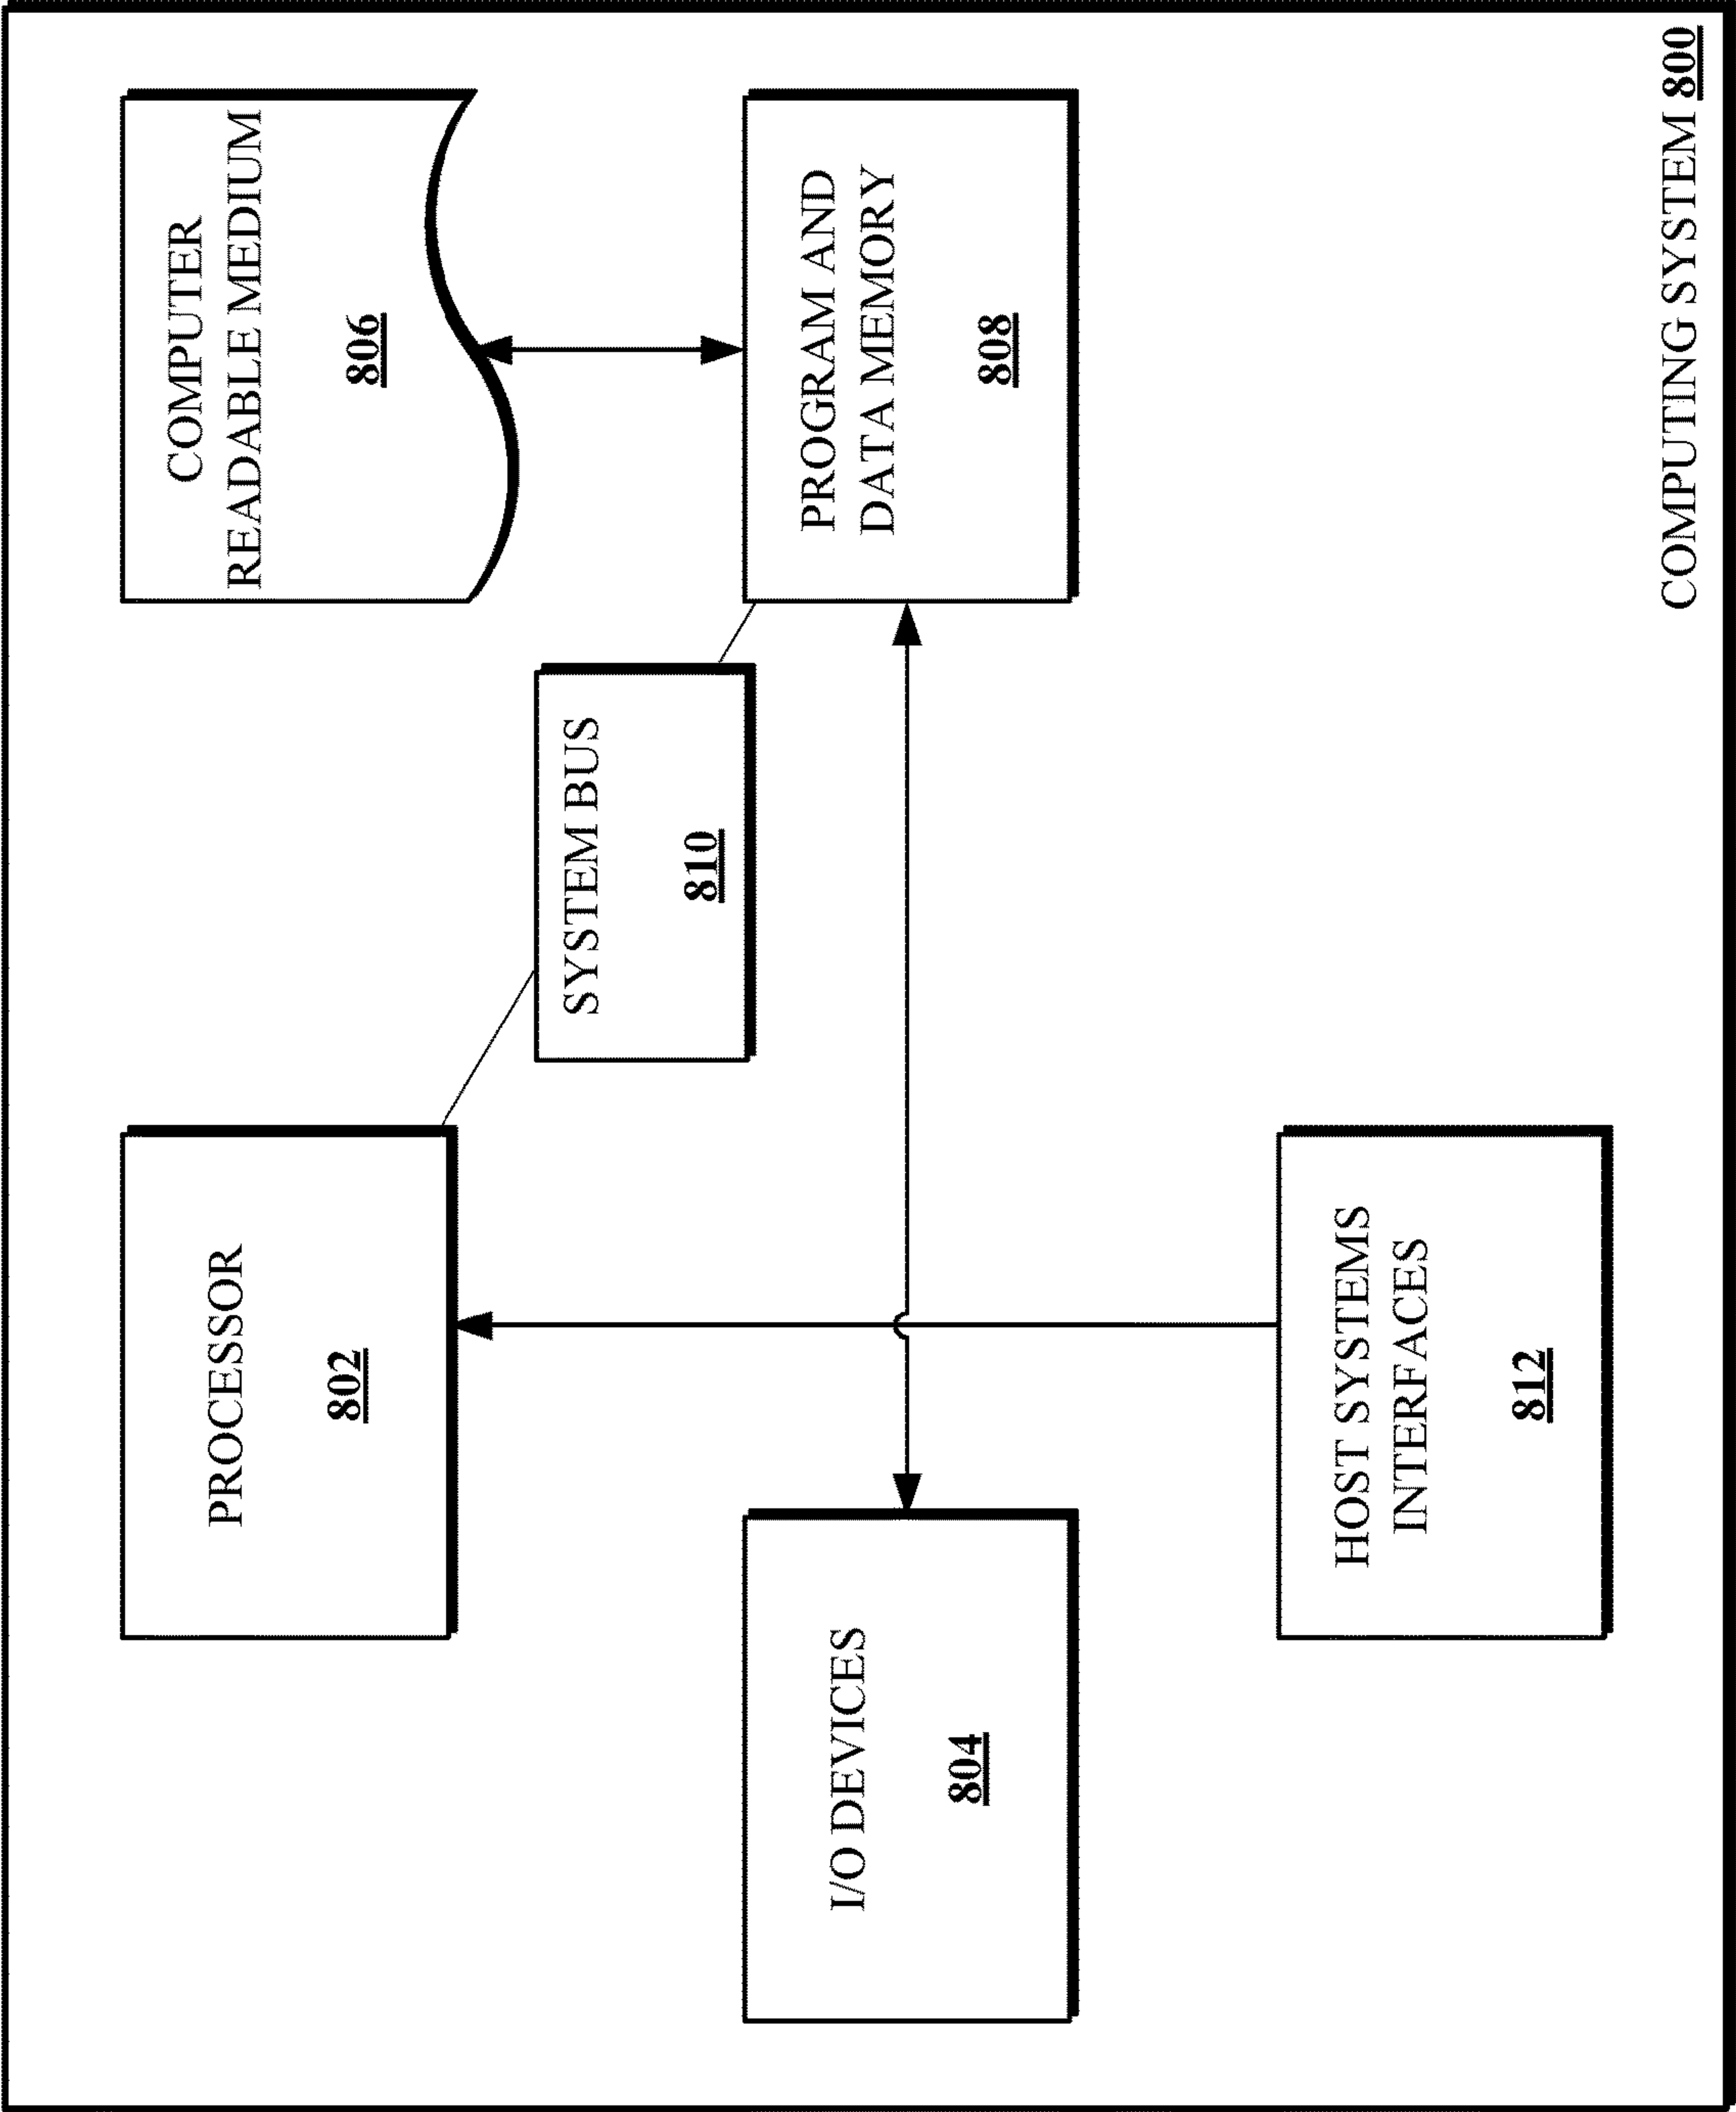 PROCESSOR
802
COMPUTER
READABLE MEDIUM
806
SYSTEM BUS
810
I/O DEVICES
804
PROGRAM AND
DATA MEMORY
808
HOST SYSTEMS
INTERFACES
812
COMPUTING SYSTEM 800